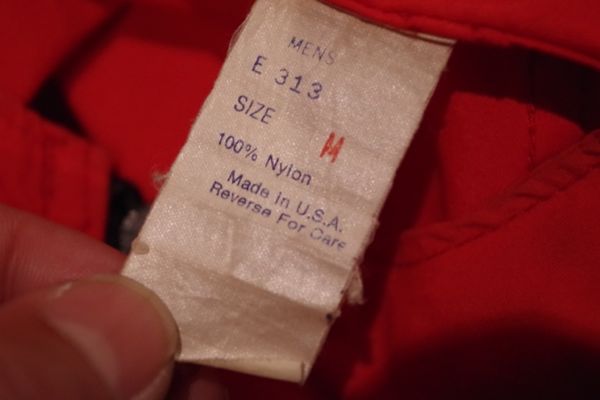 MENS
E 313
SIZE M
100% Nylon
Made in U.S.A.
Reverse For Care